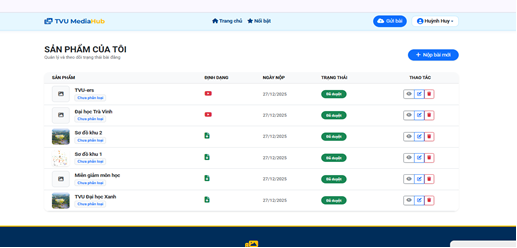 TVU MediaHub
Trang chủ
Nổi bật
Gửi bài
Huỳnh Huy
SẢN PHẨM CỦA TÔI
Quản lý và theo dõi trạng thái bài đăng.
Nộp bài mới
SẢN PHẨM ĐỊNH DẠNG NGÀY NỘP TRẠNG THÁI THAO TÁC
TVU-ers
Chưa phân loại
27/12/2025 Đã duyệt
Đại học Trà Vinh
Chưa phân loại
27/12/2025 Đã duyệt
Sơ đồ khu 2
Chưa phân loại
27/12/2025 Đã duyệt
Sơ đồ khu 1
Chưa phân loại
27/12/2025 Đã duyệt
Miễn giảm môn học
Chưa phân loại
27/12/2025 Đã duyệt
TVU Đại học Xanh
Chưa phân loại
27/12/2025 Đã duyệt